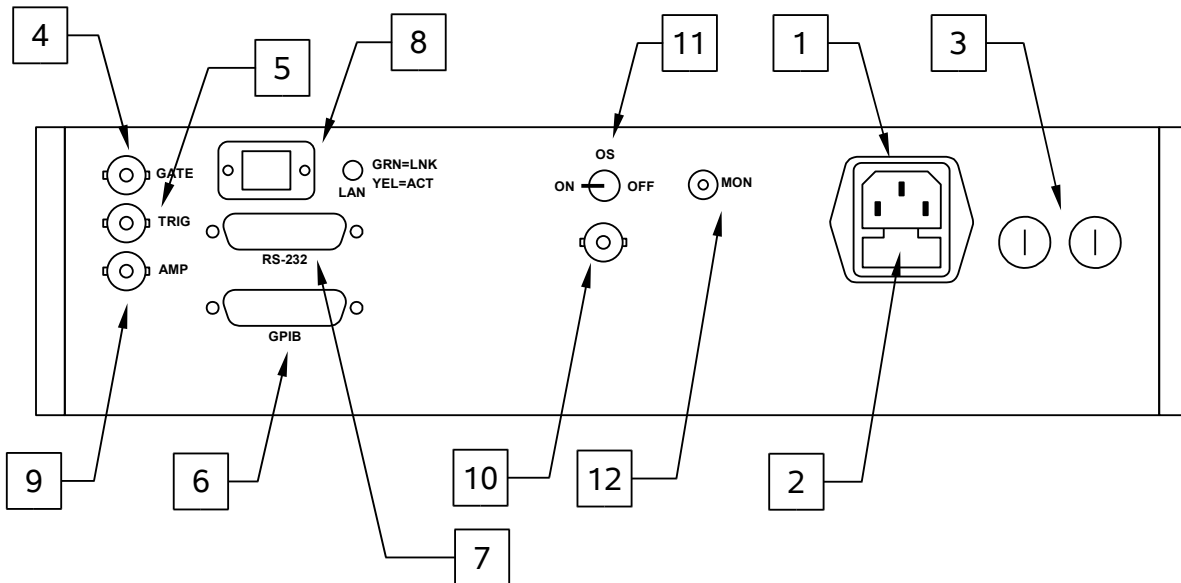 4
5
8
11
1
3
GATE
TRIG
AMP
LAN
GRN=LNK
YEL=ACT
RS-232
GPIB
OS
ON
OFF
MON
9
6
7
10
12
2